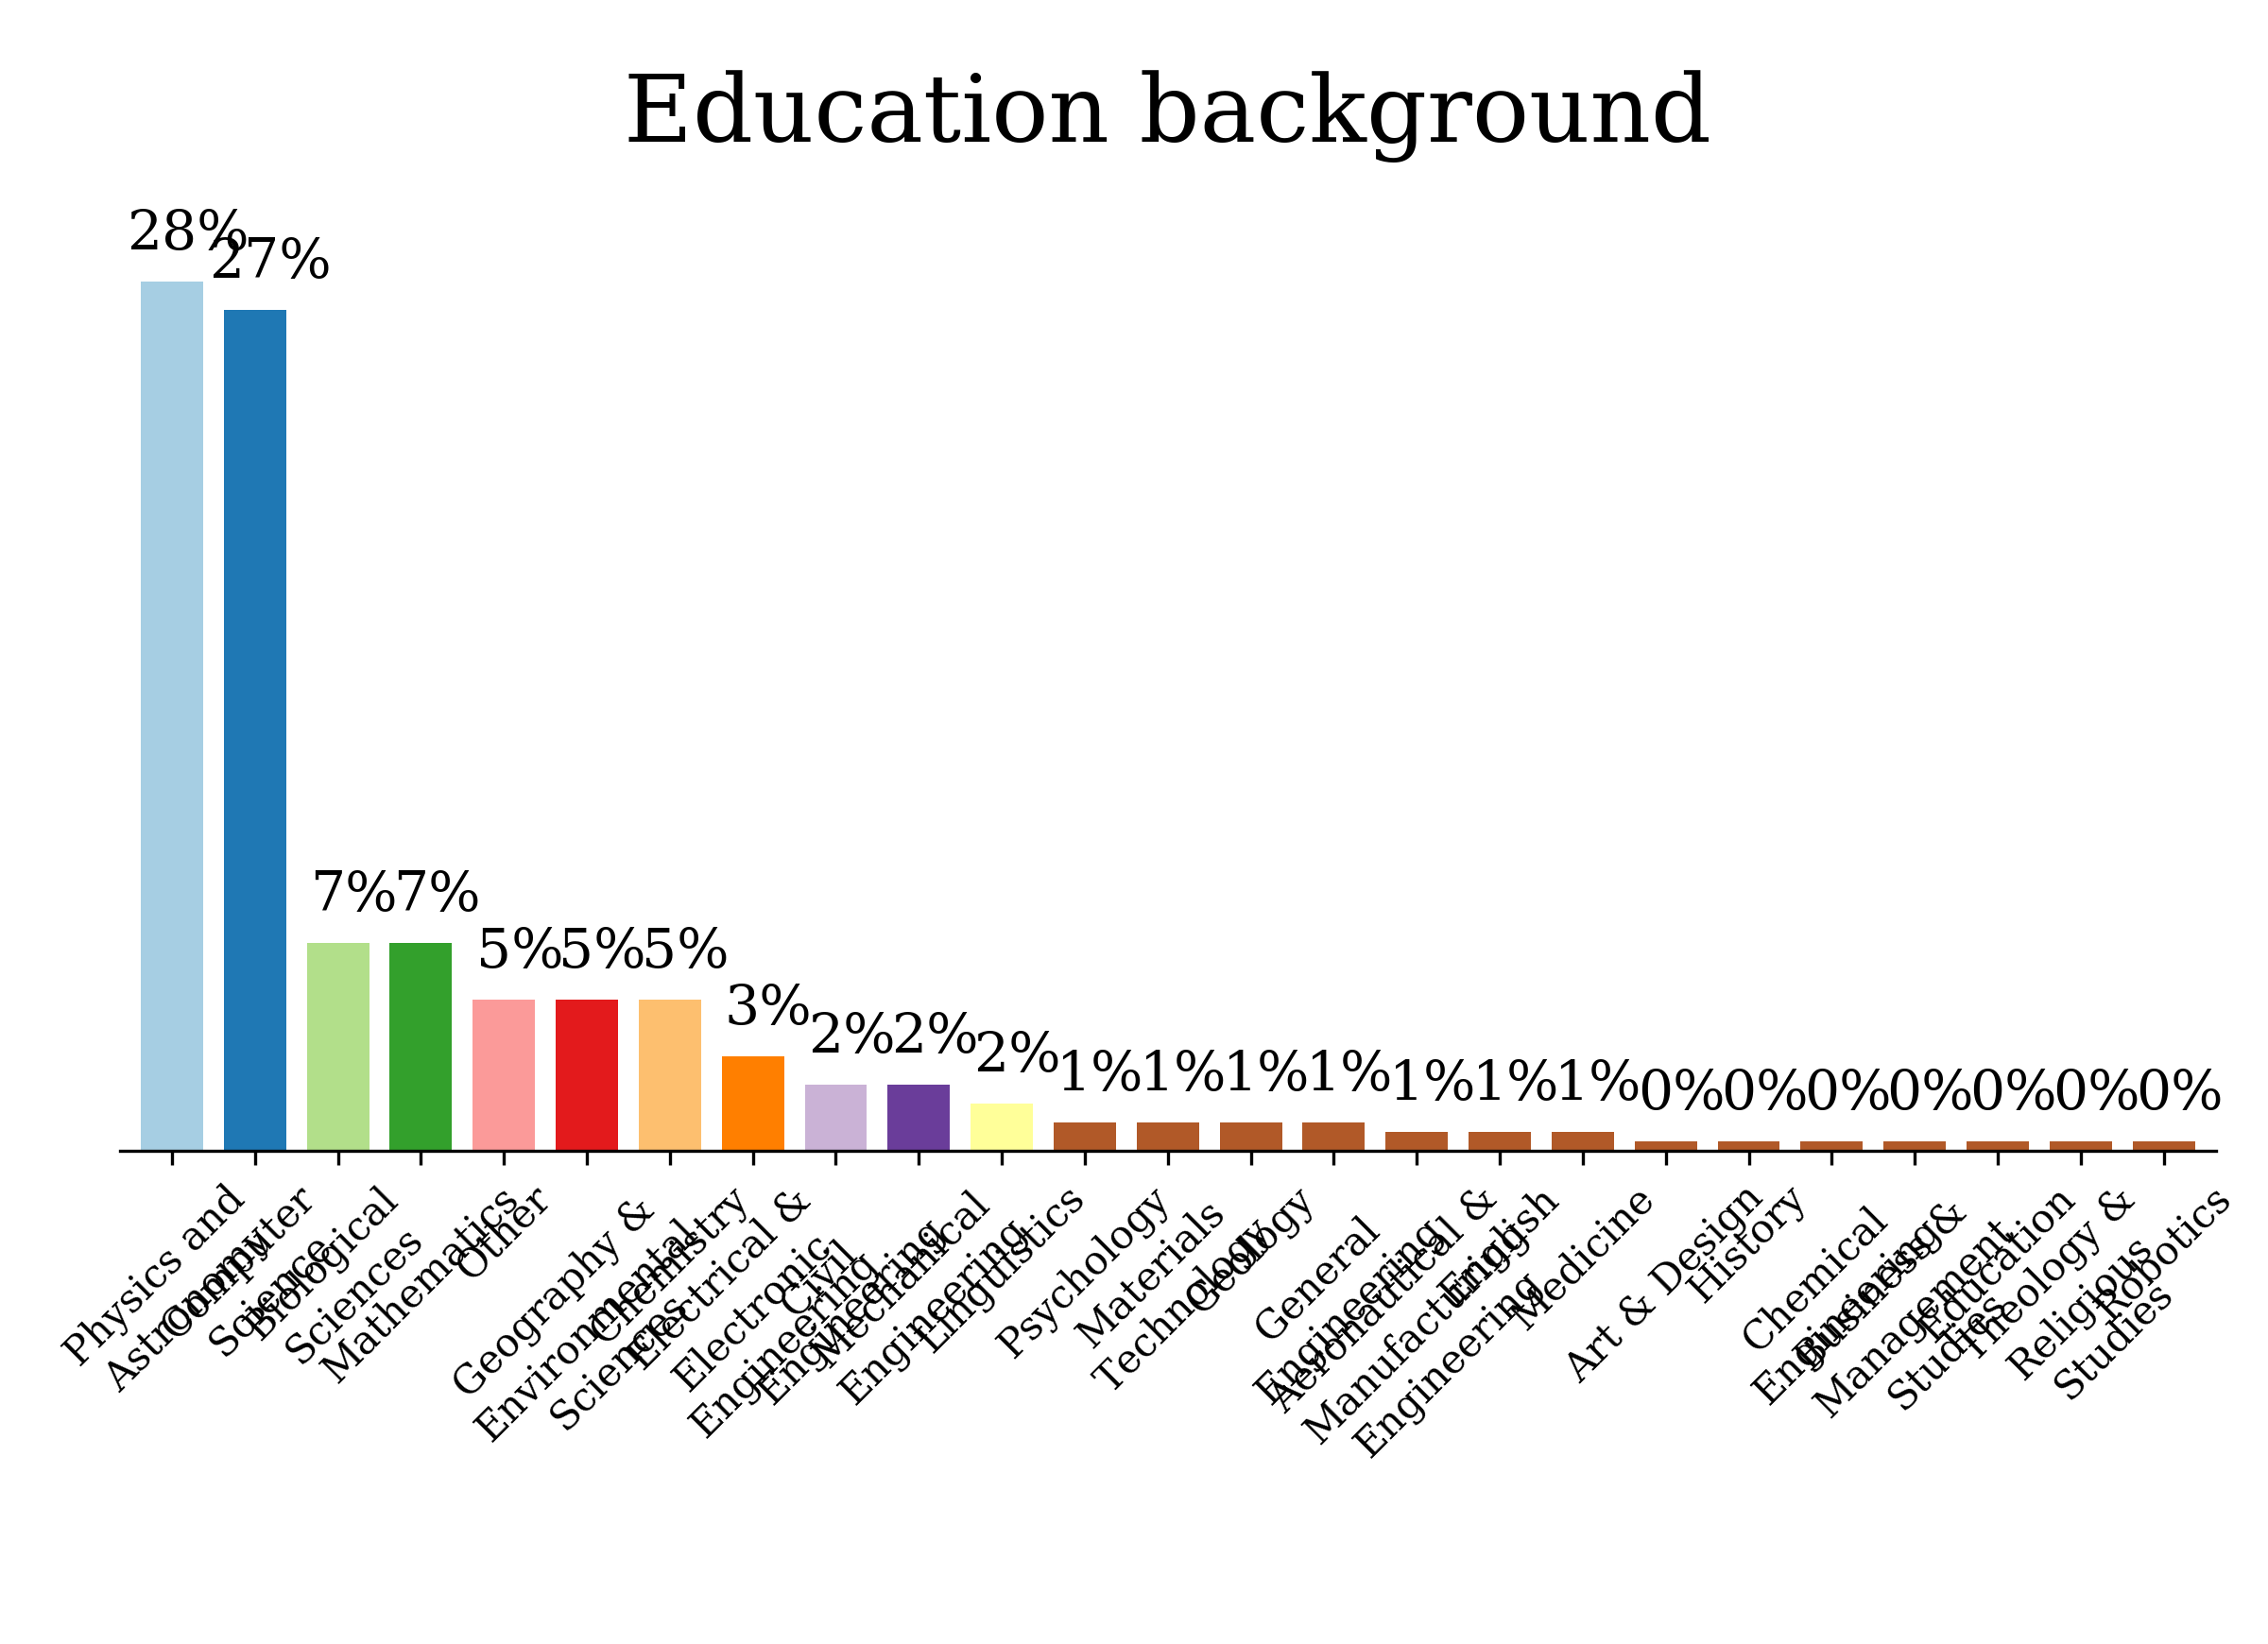 Education background
28%
27%
7%
7%
5%
5%
5%
3%
2%
2%
2%
1%
1%
1%
1%
1%
1%
1%
0%
0%
0%
0%
0%
0%
0%
Physics and
Astronomy
Computer
Science
Biological
Sciences
Mathematics
Other
Geography &
Environmental
Sciences
Chemistry
Electrical &
Electronic
Engineering
Civil
Engineering
Mechanical
Engineering
Linguistics
Psychology
Materials
Technology
Geology
General
Engineering
Aeronautical &
Manufacturing
Engineering
English
Medicine
Art & Design
History
Chemical
Engineering
Business &
Management
Studies
Education
Theology &
Religious
Studies
Robotics